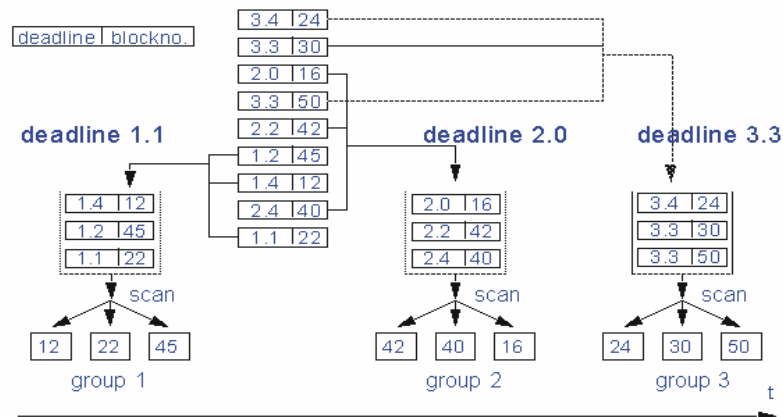 deadline blockno.
3.4 24
3.3 30
2.0 16
3.3 50
2.2 42
1.2 45
1.4 12
2.4 40
1.1 22
deadline 1.1
1.4 12
1.2 45
1.1 22
scan
12 22 45
group 1
deadline 2.0
2.0 16
2.2 42
2.4 40
scan
42 40 16
group 2
deadline 3.3
3.4 24
3.3 30
3.3 50
scan
24 30 50
group 3
t